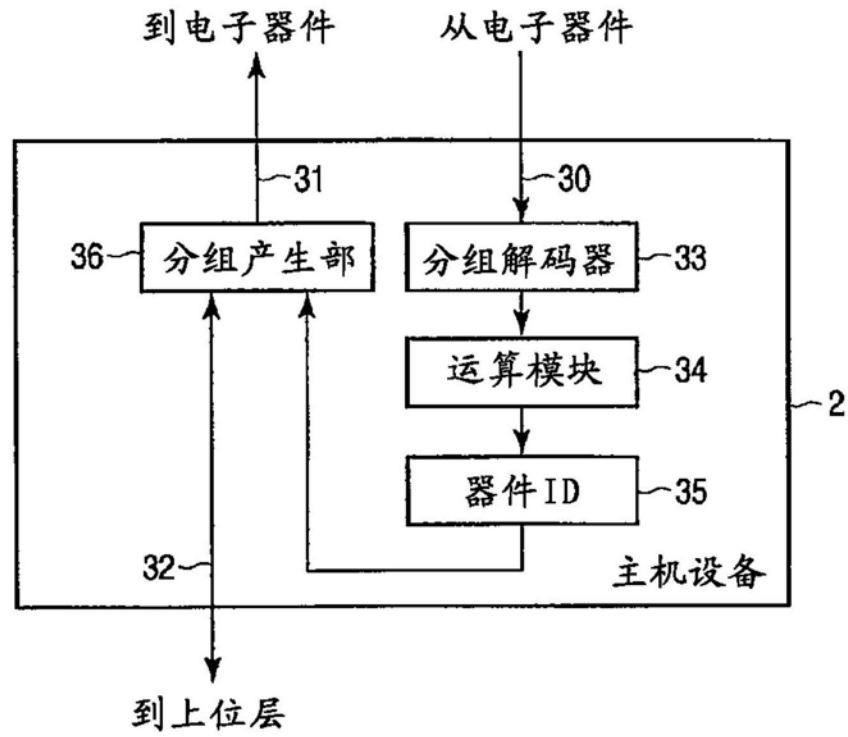 到电子器件 从电子器件
31 30
36 分组产生部 分组解码器 33
运算模块 34
2
器件ID 35
32 主机设备
到上位层